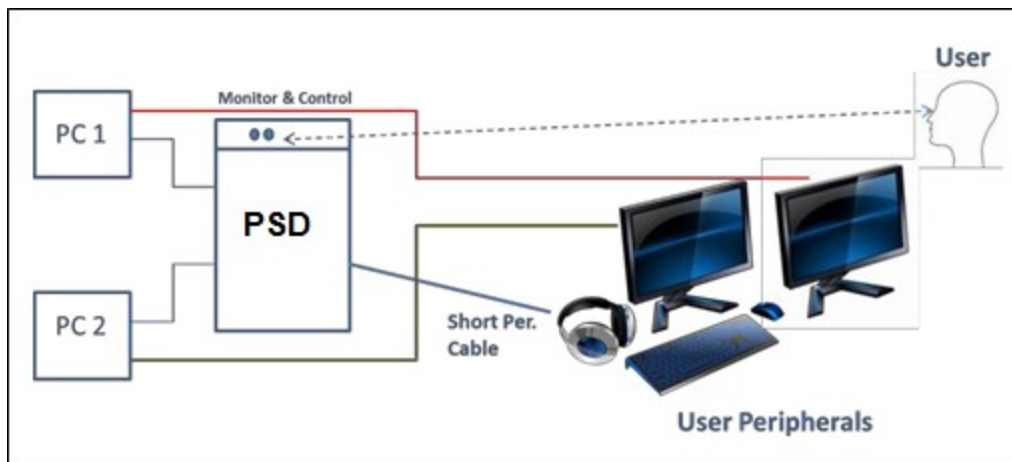 User
Monitor & Control
PC 1
PSD
PC 2
Short Per.
Cable
User Peripherals